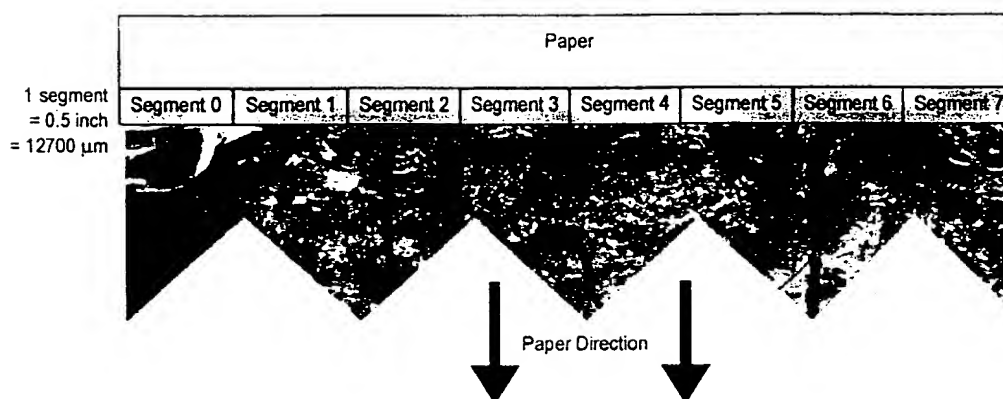 Paper
1 segment
= 0.5 inch
= 12700 μm
Segment 0 Segment 1 Segment 2 Segment 3 Segment 4 Segment 5 Segment 6 Segment 7
Paper Direction